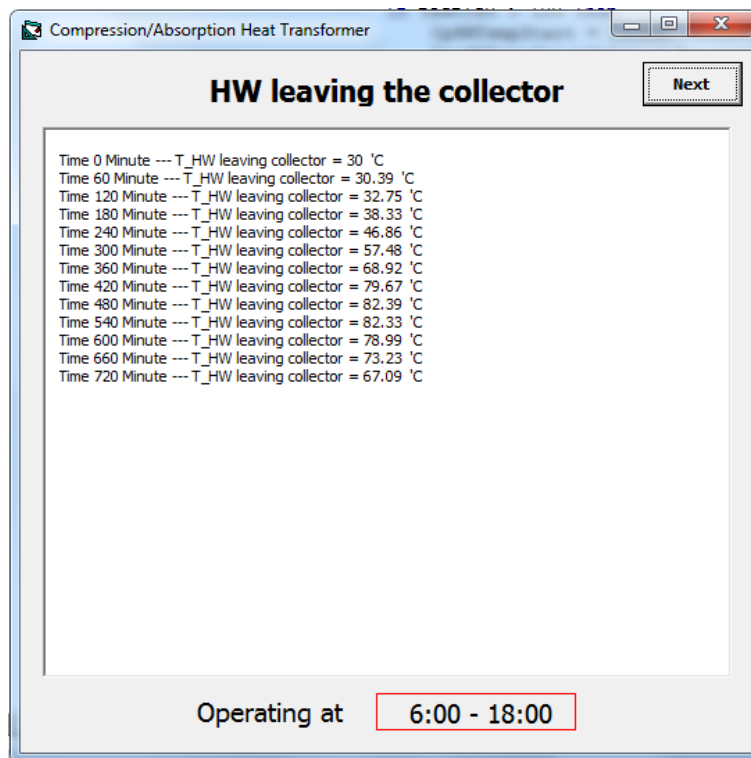 Compression/Absorption Heat Transformer
HW leaving the collector
Next
Time 0 Minute --- T_HW leaving collector = 30 'C
Time 60 Minute --- T_HW leaving collector = 30.39 'C
Time 120 Minute --- T_HW leaving collector = 32.75 'C
Time 180 Minute --- T_HW leaving collector = 38.33 'C
Time 240 Minute --- T_HW leaving collector = 46.86 'C
Time 300 Minute --- T_HW leaving collector = 57.48 'C
Time 360 Minute --- T_HW leaving collector = 68.92 'C
Time 420 Minute --- T_HW leaving collector = 79.67 'C
Time 480 Minute --- T_HW leaving collector = 82.39 'C
Time 540 Minute --- T_HW leaving collector = 82.33 'C
Time 600 Minute --- T_HW leaving collector = 78.99 'C
Time 660 Minute --- T_HW leaving collector = 73.23 'C
Time 720 Minute --- T_HW leaving collector = 67.09 'C
Operating at 6:00 - 18:00